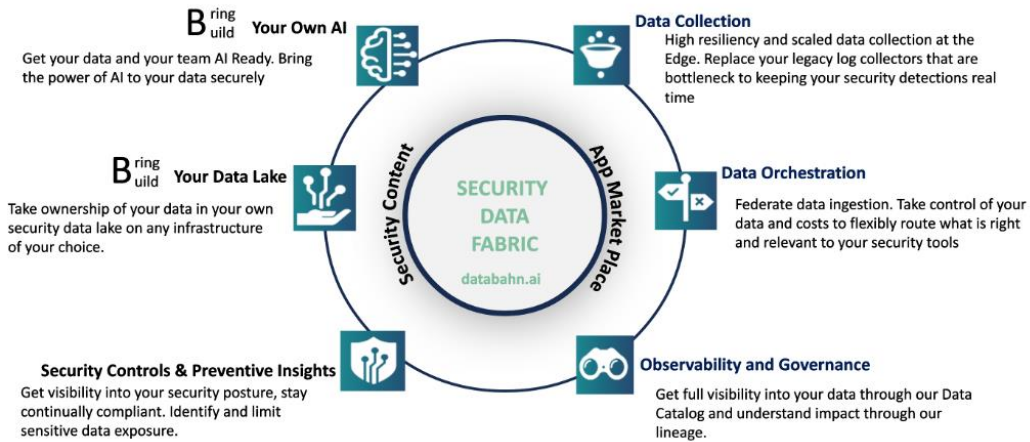 Bring
Build Your Own AI
Get your data and your team AI Ready. Bring
the power of AI to your data securely
Data Collection
High resiliency and scaled data collection at the
Edge. Replace your legacy log collectors that are
bottleneck to keeping your security detections real
time
Bring
Build Your Data Lake
Take ownership of your data in your own
security data lake on any infrastructure
of your choice.
Security Content
SECURITY
DATA
FABRIC
databahn.ai
App Market Place
Data Orchestration
Federate data ingestion. Take control of your
data and costs to flexibly route what is right
and relevant to your security tools
Security Controls & Preventive Insights
Get visibility into your security posture, stay
continually compliant. Identify and limit
sensitive data exposure.
Observability and Governance
Get full visibility into your data through our Data
Catalog and understand impact through our
lineage.